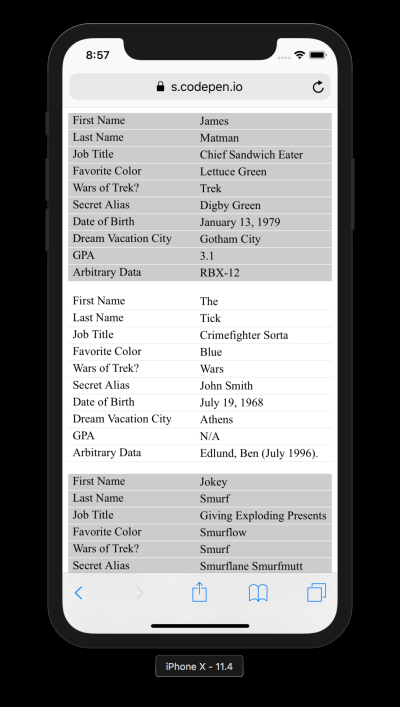 8:57
s.codepen.io
First Name James
Last Name Matman
Job Title Chief Sandwich Eater
Favorite Color Lettuce Green
Wars of Trek? Trek
Secret Alias Digby Green
Date of Birth January 13, 1979
Dream Vacation City Gotham City
GPA 3.1
Arbitrary Data RBX-12
First Name The
Last Name Tick
Job Title Crimefighter Sorta
Favorite Color Blue
Wars of Trek? Wars
Secret Alias John Smith
Date of Birth July 19, 1968
Dream Vacation City Athens
GPA N/A
Arbitrary Data Edlund, Ben (July 1996).
First Name Jokey
Last Name Smurf
Job Title Giving Exploding Presents
Favorite Color Smurflow
Wars of Trek? Smurf
Secret Alias Smurflane Smurfmutt
iPhone X - 11.4